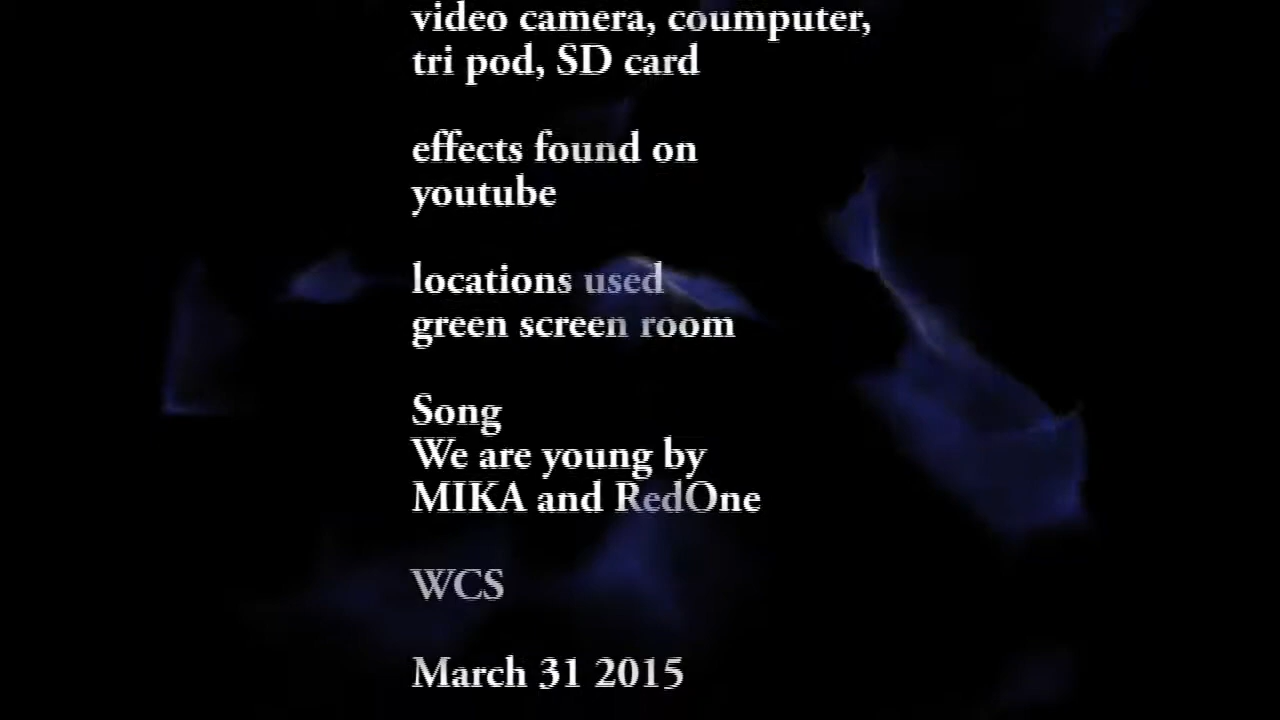 video camera, coumputer,
tri pod, SD card
effects found on
youtube
locations used
green screen room
Song
We are young by
MIKA and RedOne
WCS
March 31 2015